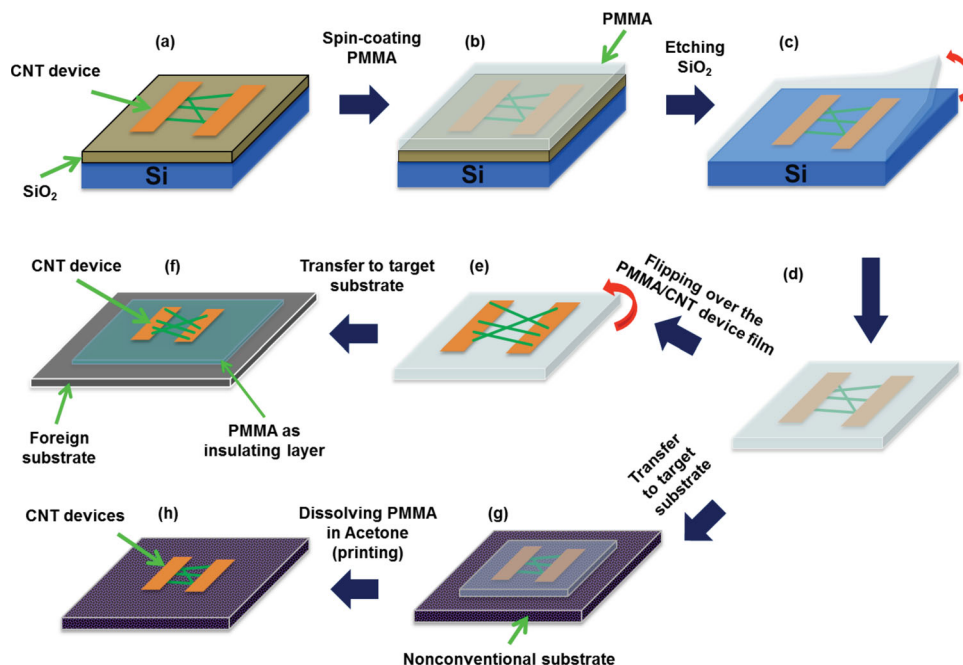 (a)
CNT device
SiO₂
Si
Spin-coating
PMMA
(b)
PMMA
Si
Etching
SiO₂
(c)
Si
(d)
Flipping over the
PMMA/CNT device film
(e)
Transfer to target
substrate
(f)
CNT device
Foreign
substrate
PMMA as
insulating layer
Transfer
to target
substrate
(g)
Nonconventional substrate
Dissolving PMMA
in Acetone
(printing)
(h)
CNT devices